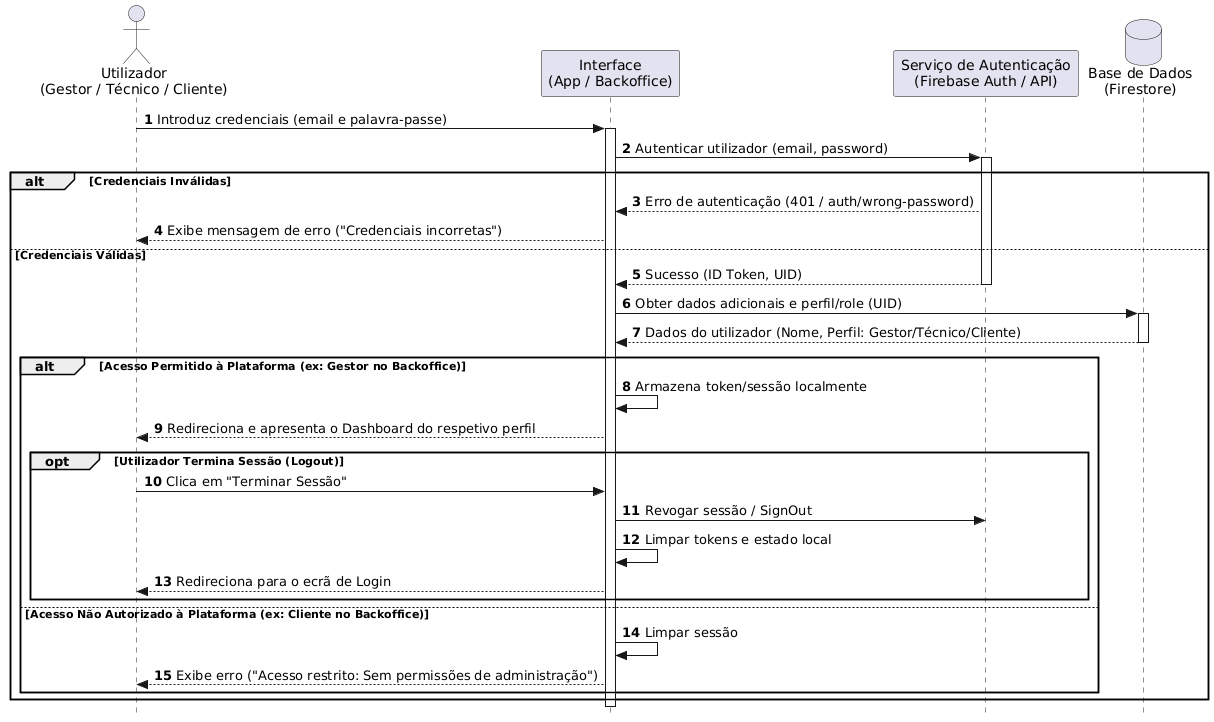 Utilizador
(Gestor / Técnico / Cliente)
Interface
(App / Backoffice)
Serviço de Autenticação
(Firebase Auth / API)
Base de Dados
(Firestore)
1 Introduz credenciais (email e palavra-passe)
2 Autenticar utilizador (email, password)
alt [Credenciais Inválidas]
3 Erro de autenticação (401 / auth/wrong-password)
4 Exibe mensagem de erro ("Credenciais incorretas")
[Credenciais Válidas]
5 Sucesso (ID Token, UID)
6 Obter dados adicionais e perfil/role (UID)
7 Dados do utilizador (Nome, Perfil: Gestor/Técnico/Cliente)
alt [Acesso Permitido à Plataforma (ex: Gestor no Backoffice)]
8 Armazena token/sessão localmente
9 Redireciona e apresenta o Dashboard do respetivo perfil
opt [Utilizador Termina Sessão (Logout)]
10 Clica em "Terminar Sessão"
11 Revogar sessão / SignOut
12 Limpar tokens e estado local
13 Redireciona para o ecrã de Login
[Acesso Não Autorizado à Plataforma (ex: Cliente no Backoffice)]
14 Limpar sessão
15 Exibe erro ("Acesso restrito: Sem permissões de administração")